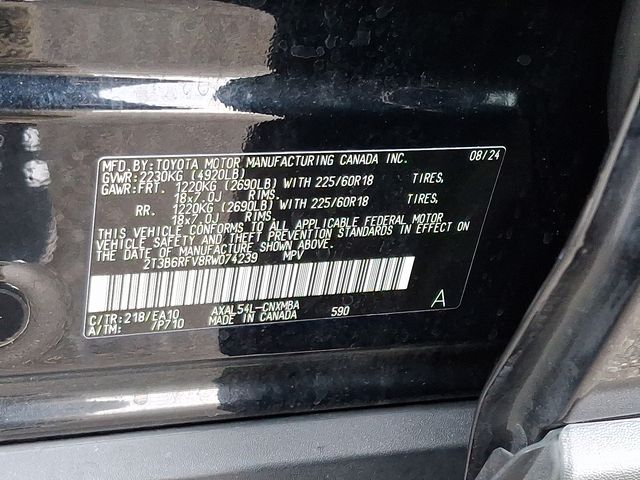 MFD. BY: TOYOTA MOTOR MANUFACTURING CANADA INC. 08/24
GVWR: 2230KG (4920LB)
GAWR: FRT. 1220KG (2690LB) WITH 225/60R18 TIRES,
18x7.0J RIMS.
RR. 1220KG (2690LB) WITH 225/60R18 TIRES,
18x7.0J RIMS.
THIS VEHICLE CONFORMS TO ALL APPLICABLE FEDERAL MOTOR
VEHICLE SAFETY AND THEFT PREVENTION STANDARDS IN EFFECT ON
THE DATE OF MANUFACTURE SHOWN ABOVE.
2T3B6RFV8RW074239 MPV
C/TR: 218/EA10 AXAL54L-CNXMBA 590 A
A/TM: /P710 MADE IN CANADA